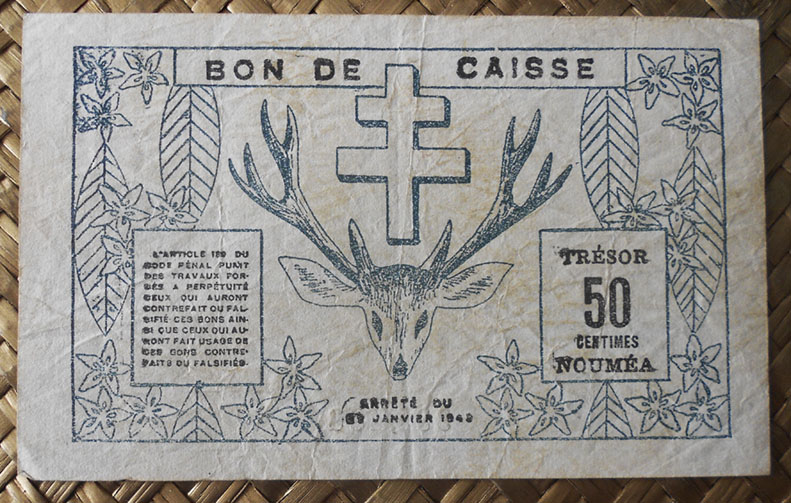 BON DE CAISSE
L'ARTICLE 139 DU
CODE PÉNAL PUNIT
DES TRAVAUX FOR-
CÉS A PERPÉTUITÉ
CEUX QUI AURONT
CONTREFAIT OU FAL-
SIFIÉ CES BONS AIN-
SI QUE CEUX QUI AU-
RONT FAIT USAGE DE
CES BONS CONTRE-
FAITS OU FALSIFIÉS.
TRÉSOR
50
CENTIMES
NOUMÉA
ARRÊTÉ DU
JANVIER 1943